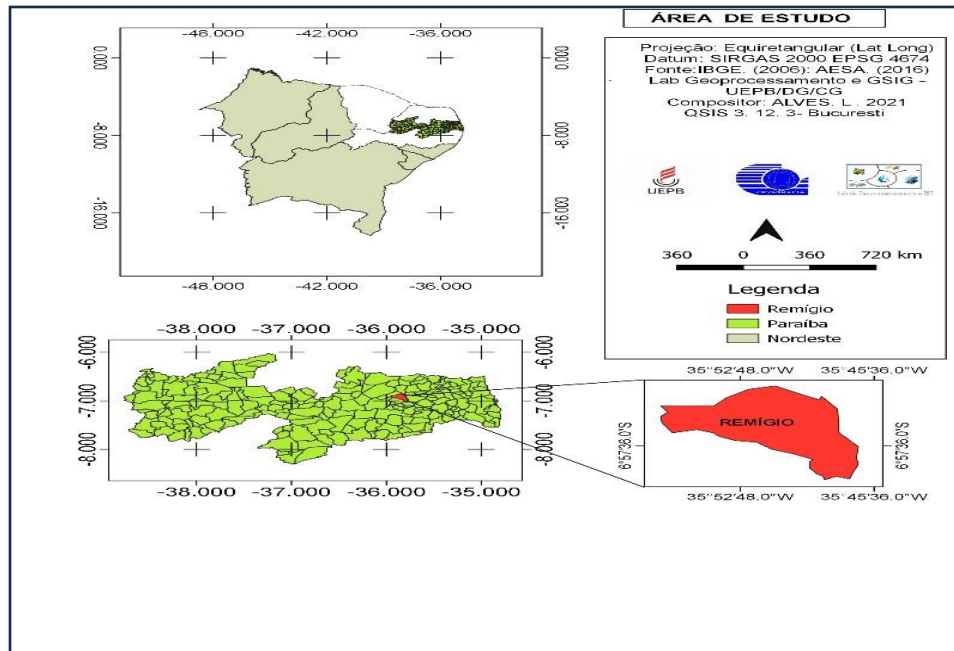 ÁREA DE ESTUDO
Projeção: Equiretangular (Lat Long)
Datum: SIRGAS 2000 EPSG 4674
Fonte:IBGE. (2006): AESA. (2016)
Lab Geoprocessamento e GSIG -
UEPB/DG/CG
Compositor: ALVES. L . 2021
QSIS 3. 12. 3- Bucuresti
UEPB
360 0 360 720 km
Legenda
Remígio
Paraíba
Nordeste
-48.000 -42.000 -36.000
0.000 0.000
-8.000 -8.000
-16.000 -16.000
-48.000 -42.000 -36.000
-38.000 -37.000 -36.000 -35.000
-6.000 -6.000
-7.000 -7.000
-8.000 -8.000
-38.000 -37.000 -36.000 -35.000
35°52'48.0"W 35°45'36.0"W
REMÍGIO
6°57'36.0"S 6°57'36.0"S
35°52'48.0"W 35°45'36.0"W